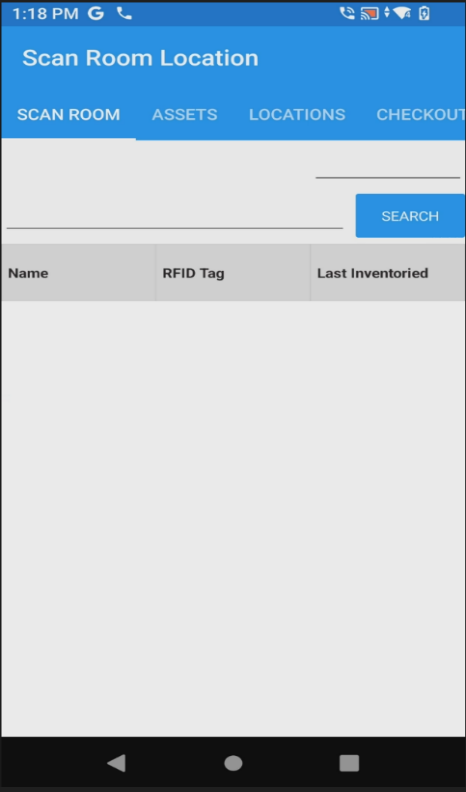 1:18 PM G
Scan Room Location
SCAN ROOM ASSETS LOCATIONS CHECKOUT
SEARCH
Name RFID Tag Last Inventoried